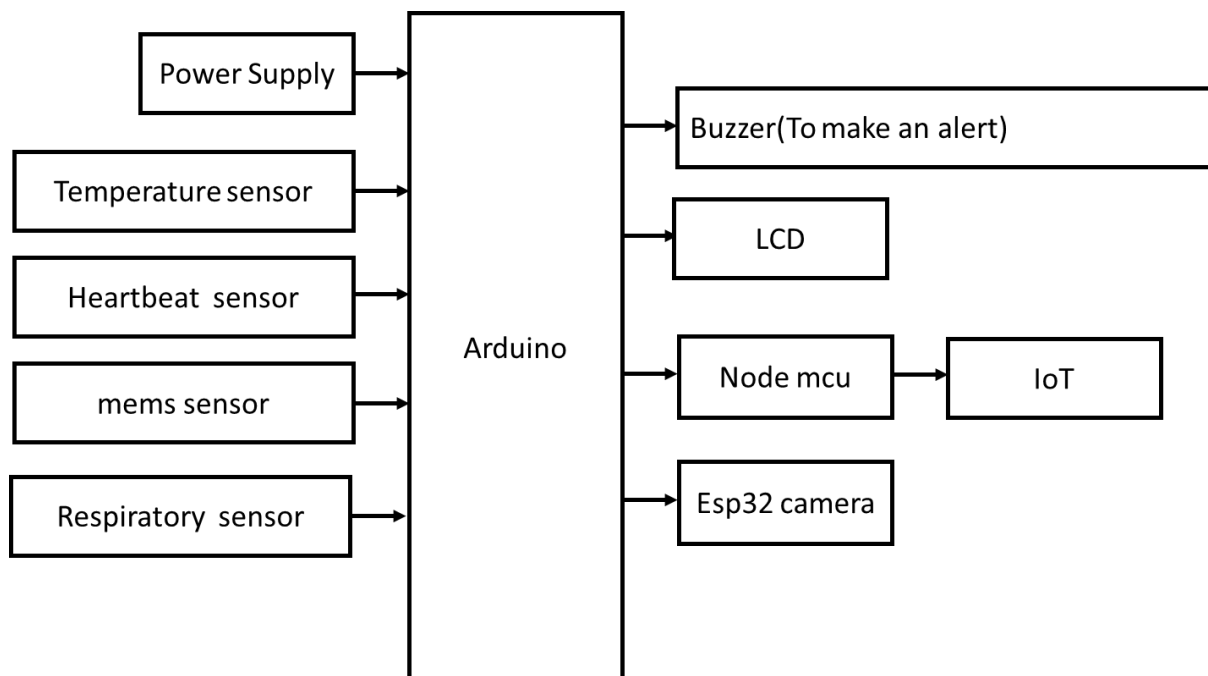 Power Supply
Temperature sensor
Heartbeat sensor
mems sensor
Respiratory sensor
Arduino
Buzzer(To make an alert)
LCD
Node mcu
IoT
Esp32 camera